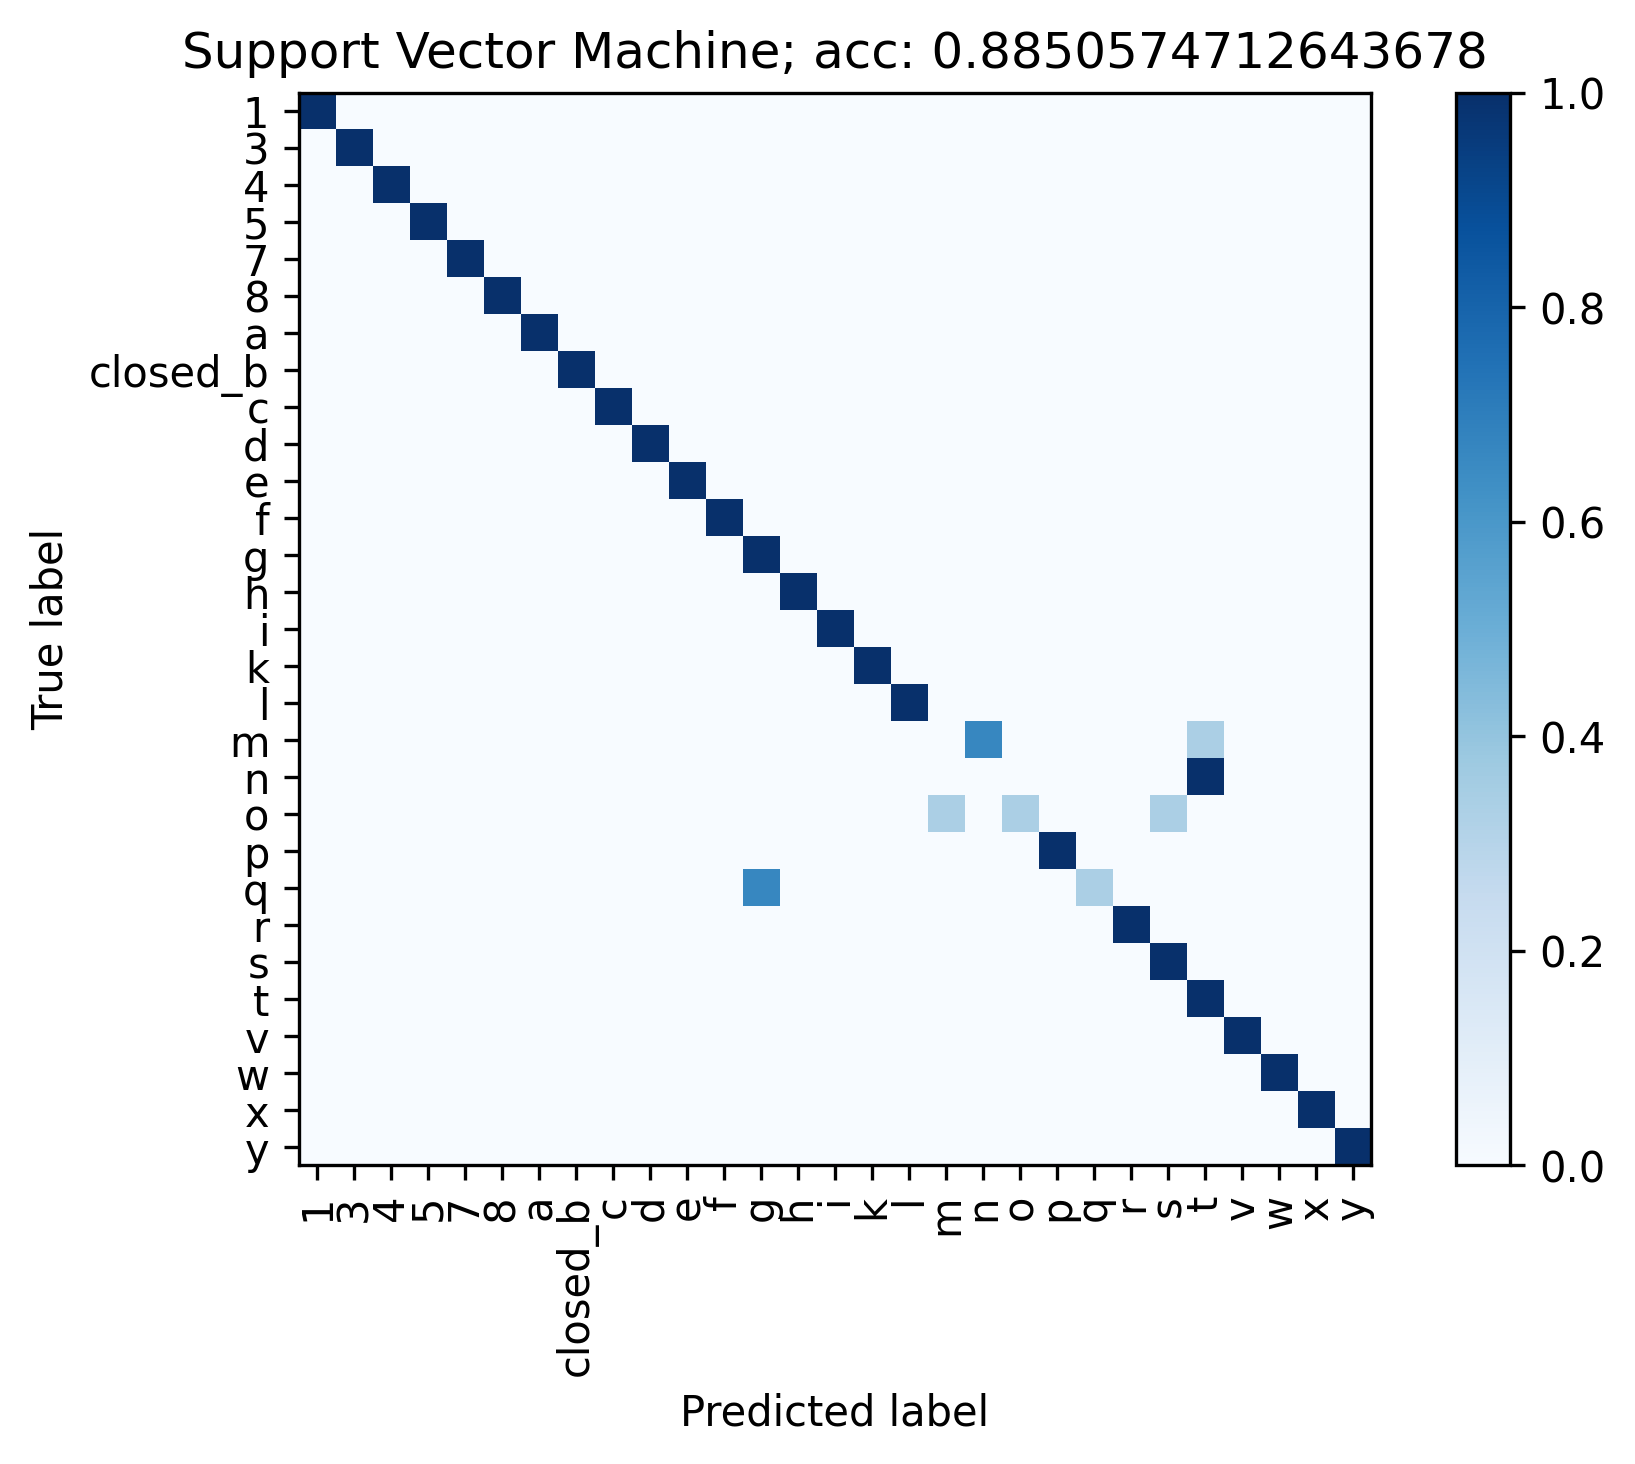 Support Vector Machine; acc: 0.8850574712643678
True label
1
3
4
5
7
8
a
closed_b
c
d
e
f
g
h
i
k
l
m
n
o
p
q
r
s
t
v
w
x
y
1 3 4 5 7 8 a closed_b c d e f g h i k l m n o p q r s t v w x y
Predicted label
1.0
0.8
0.6
0.4
0.2
0.0